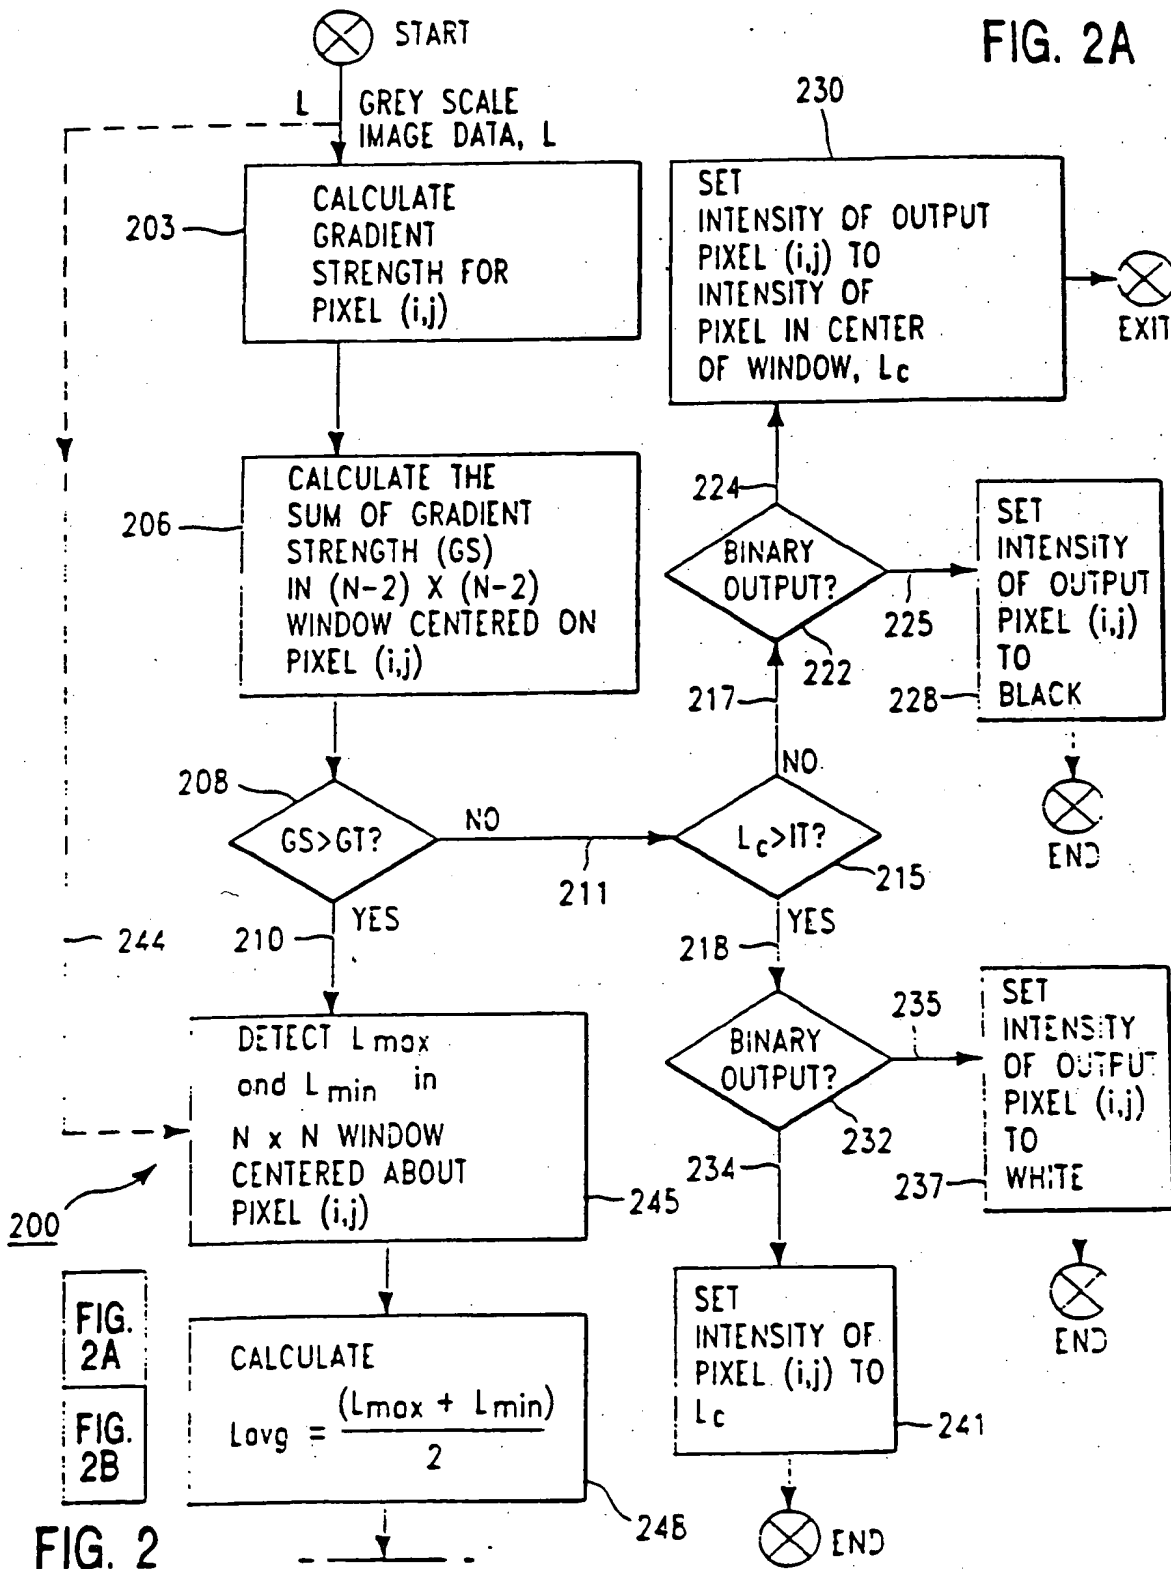 FIG. 2A
START
L
GREY SCALE
IMAGE DATA, L
203
CALCULATE
GRADIENT
STRENGTH FOR
PIXEL (i,j)
206
CALCULATE THE
SUM OF GRADIENT
STRENGTH (GS)
IN (N-2) X (N-2)
WINDOW CENTERED ON
PIXEL (i,j)
208
GS>GT?
NO
211
YES
210
244
DETECT Lmax
and Lmin in
N x N WINDOW
CENTERED ABOUT
PIXEL (i,j)
245
200
CALCULATE
Lavg = (Lmax + Lmin)
2
248
FIG.
2A
FIG.
2B
FIG. 2
230
SET
INTENSITY OF OUTPUT
PIXEL (i,j) TO
INTENSITY OF
PIXEL IN CENTER
OF WINDOW, Lc
EXIT
224
BINARY
OUTPUT?
222
225
SET
INTENSITY
OF OUTPUT
PIXEL (i,j)
TO
BLACK
228
END
217
NO
Lc>IT?
215
YES
218
BINARY
OUTPUT?
232
235
SET
INTENSITY
OF OUTPUT
PIXEL (i,j)
TO
WHITE
237
END
234
SET
INTENSITY OF
PIXEL (i,j) TO
Lc
241
END